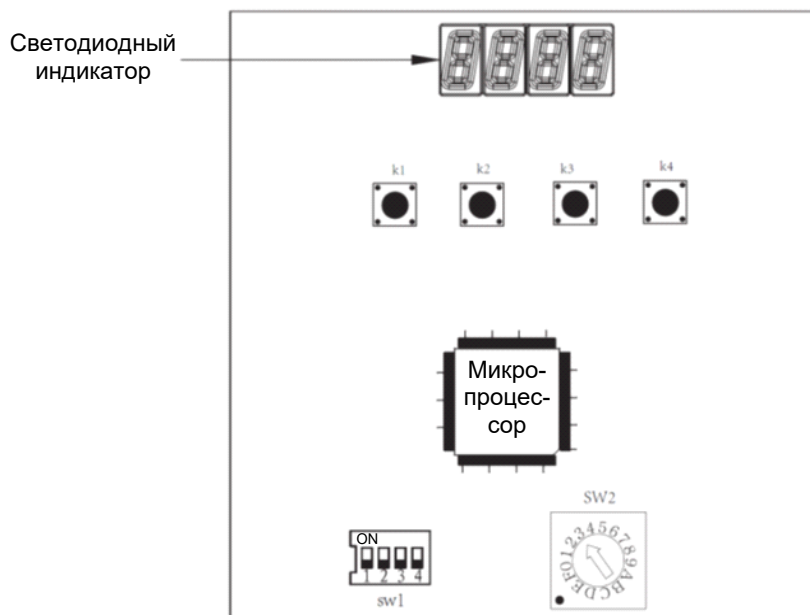 Светодиодный
индикатор
k1 k2 k3 k4
Микро-
процес-
сор
SW2
ON
1 2 3 4
sw1
0123456789ABCDEF